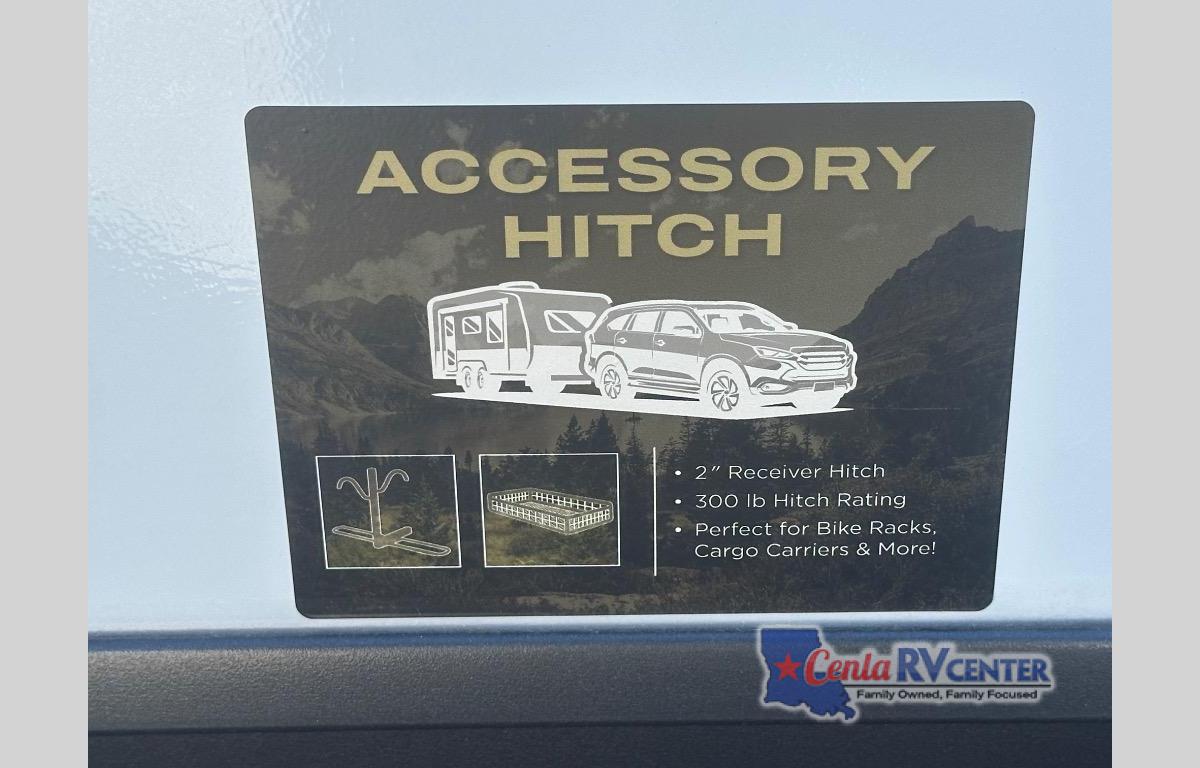 ACCESSORY
HITCH
• 2" Receiver Hitch
• 300 lb Hitch Rating
• Perfect for Bike Racks,
Cargo Carriers & More!
Cenla RV CENTER
Family Owned, Family Focused